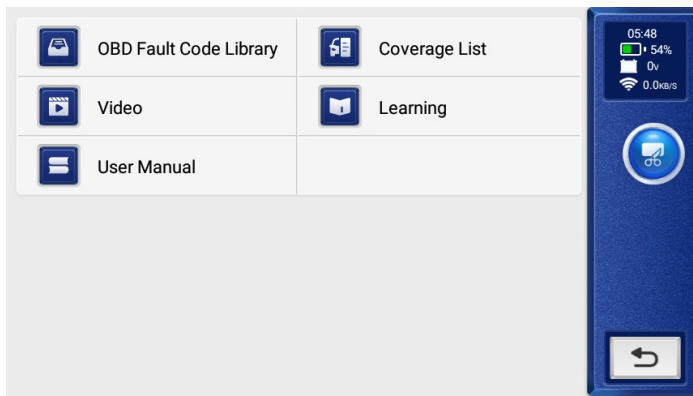 OBD Fault Code Library
Coverage List
Video
Learning
User Manual
05:48
54%
0V
0.0KB/S